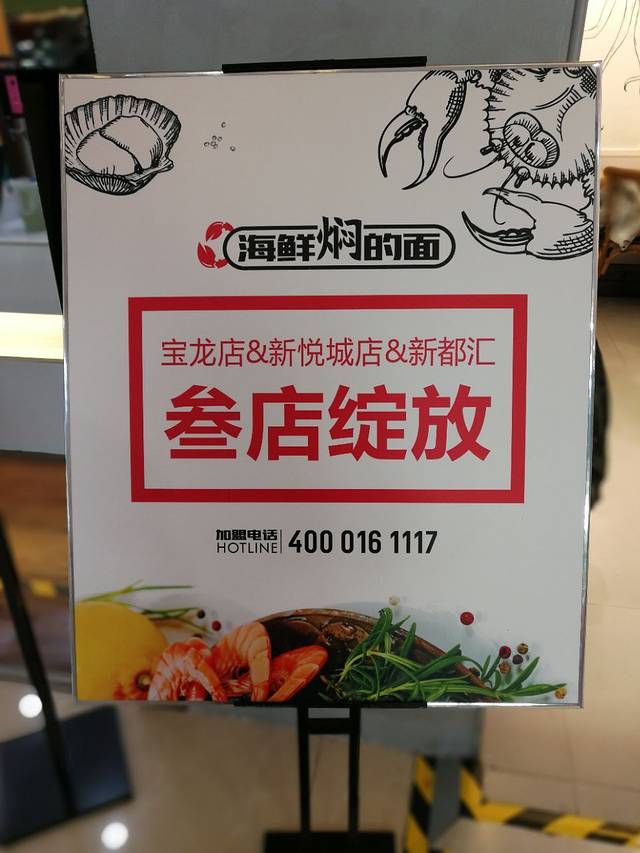 海鲜焖的面
宝龙店&新悦城店&新都汇
叁店绽放
加盟电话
HOTLINE
400 016 1117